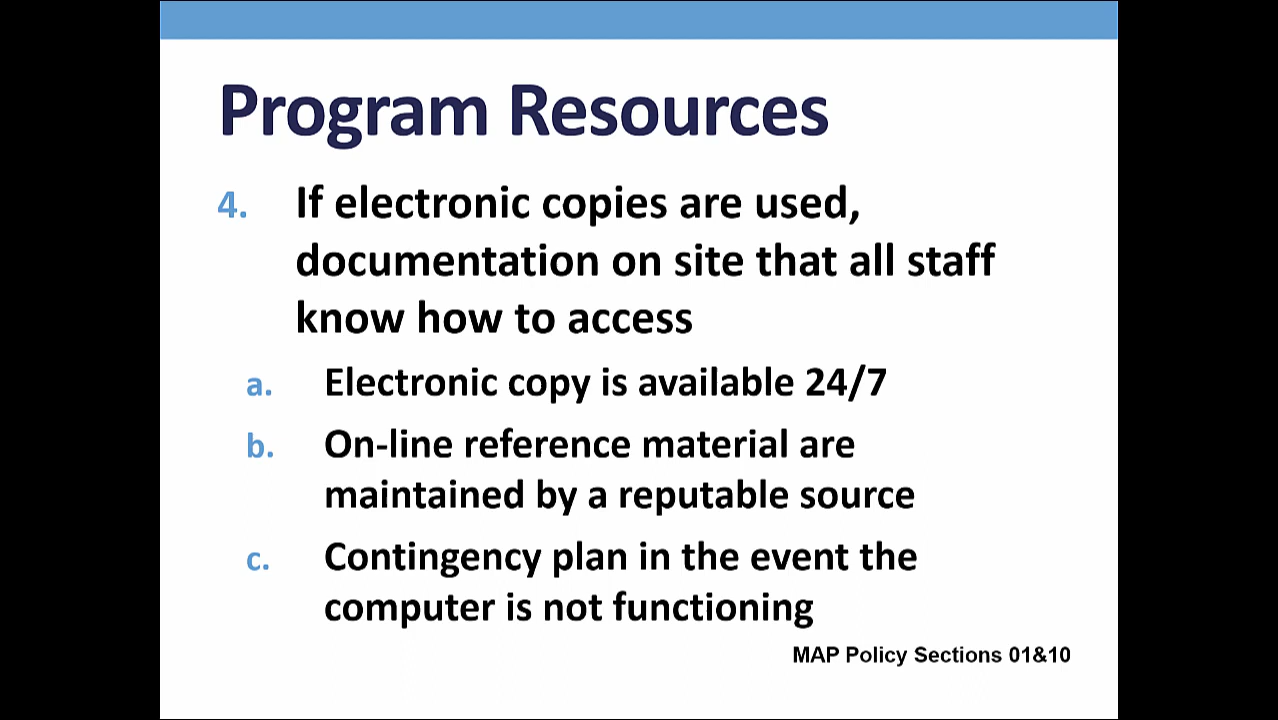 Program Resources
4. If electronic copies are used,
documentation on site that all staff
know how to access
a. Electronic copy is available 24/7
b. On-line reference material are
maintained by a reputable source
c. Contingency plan in the event the
computer is not functioning
MAP Policy Sections 01&10